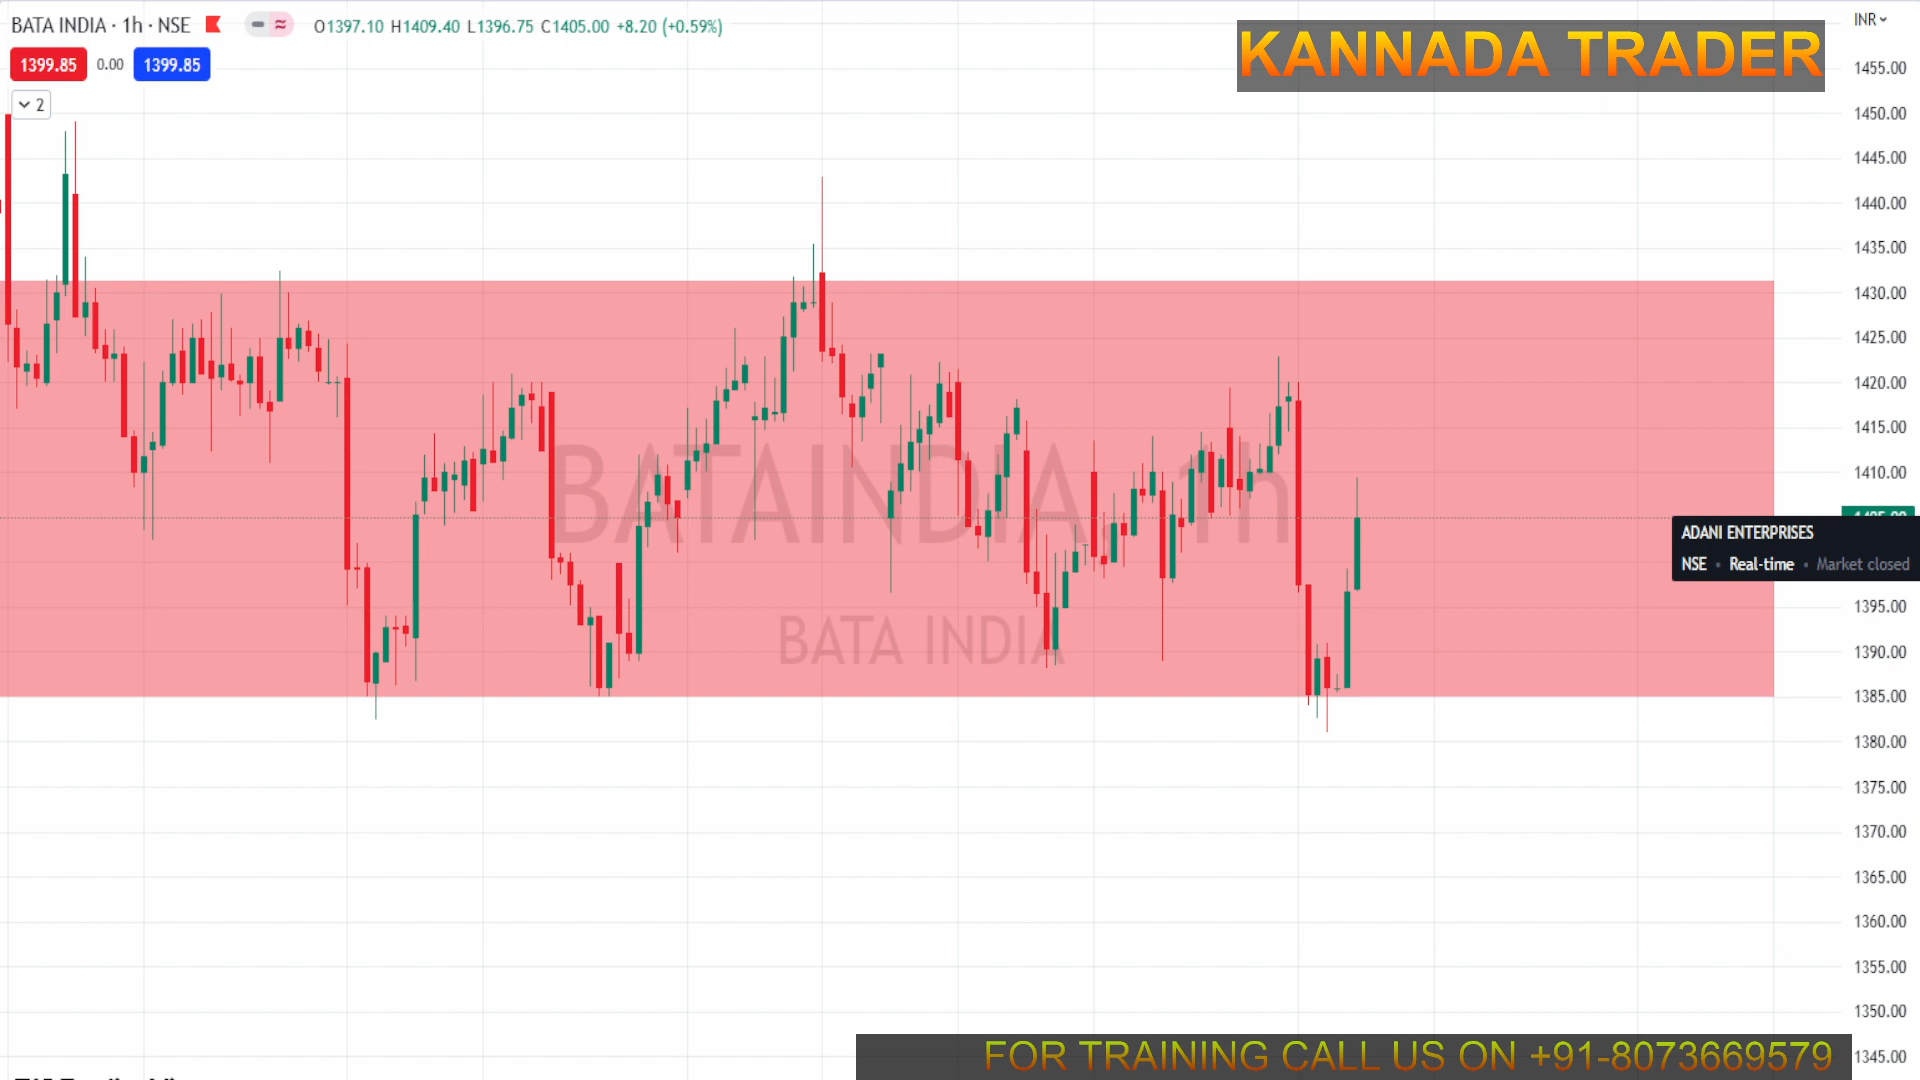 BATA INDIA · 1h · NSE
O1397.10 H1409.40 L1396.75 C1405.00 +8.20 (+0.59%)
1399.85 0.00 1399.85
2
KANNADA TRADER
INR
1455.00
1450.00
1445.00
1440.00
1435.00
1430.00
1425.00
1420.00
1415.00
1410.00
BATAINDIA, 1h
BATA INDIA
ADANI ENTERPRISES
NSE • Real-time • Market closed
1395.00
1390.00
1385.00
1380.00
1375.00
1370.00
1365.00
1360.00
1355.00
1350.00
1345.00
FOR TRAINING CALL US ON +91-8073669579